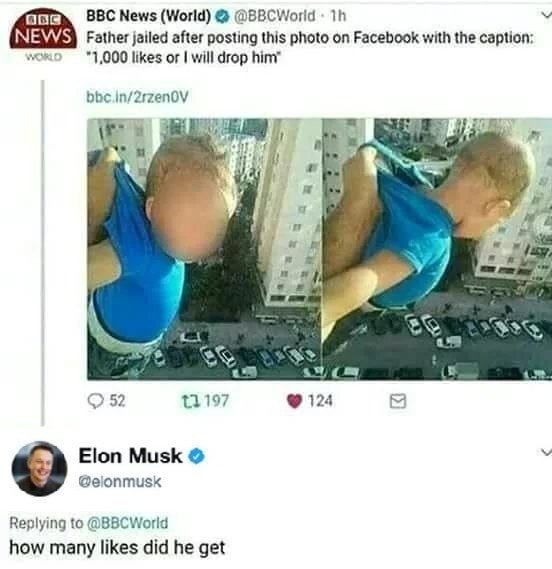 BBC News (World) @BBCWorld · 1h
BBC
NEWS
WORLD
Father jailed after posting this photo on Facebook with the caption:
"1,000 likes or I will drop him"
bbc.in/2rzen0V
52 197 124
Elon Musk
@elonmusk
Replying to @BBCWorld
how many likes did he get